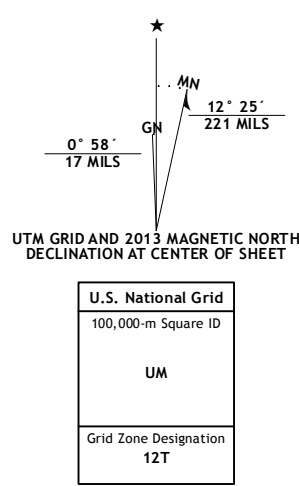 ★
MN
GN
12° 25´
221 MILS
0° 58´
17 MILS
UTM GRID AND 2013 MAGNETIC NORTH
DECLINATION AT CENTER OF SHEET
U.S. National Grid
100,000-m Square ID
UM
Grid Zone Designation
12T